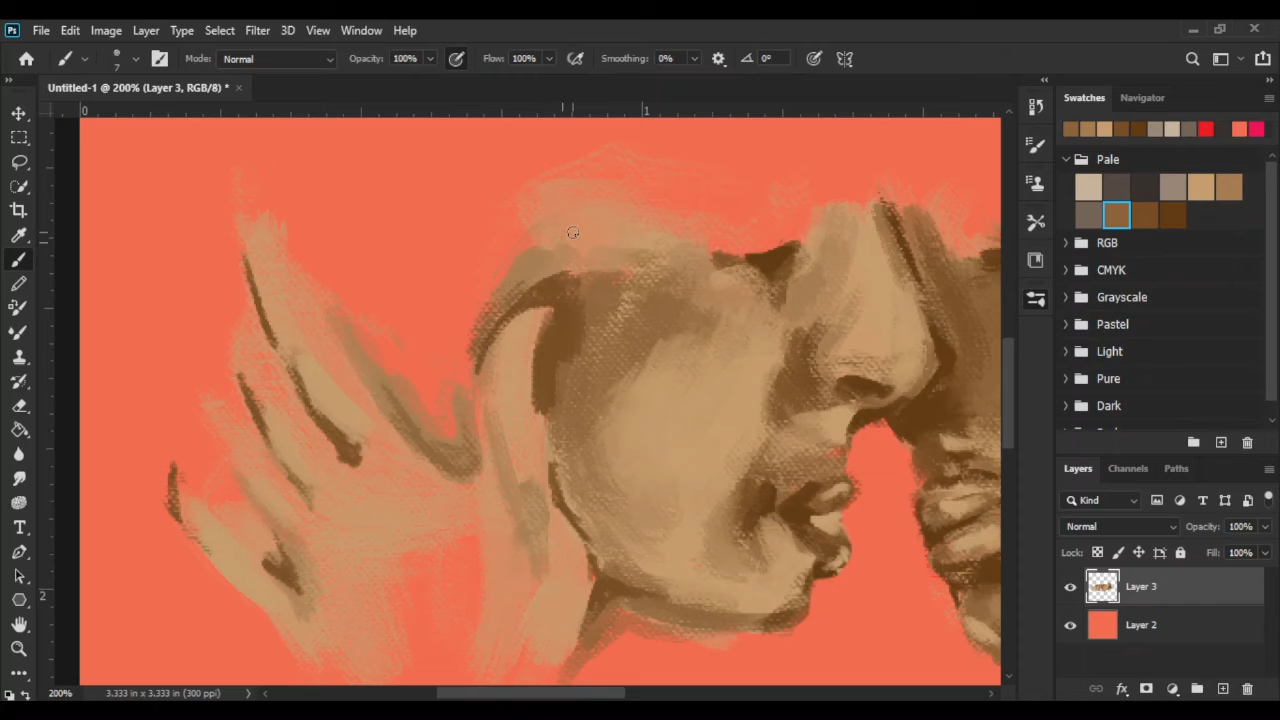 Ps File Edit Image Layer Type Select Filter 3D View Window Help
7 Mode: Normal Opacity: 100% Flow: 100% Smoothing: 0% 0°
Untitled-1 @ 200% (Layer 3, RGB/8) * ×
Swatches Navigator
0 1
Pale
RGB
CMYK
Grayscale
Pastel
Light
Pure
Dark
Layers Channels Paths
Kind
Normal Opacity: 100%
Lock: Fill: 100%
Layer 3
2
Layer 2
200% 3.333 in x 3.333 in (300 ppi)